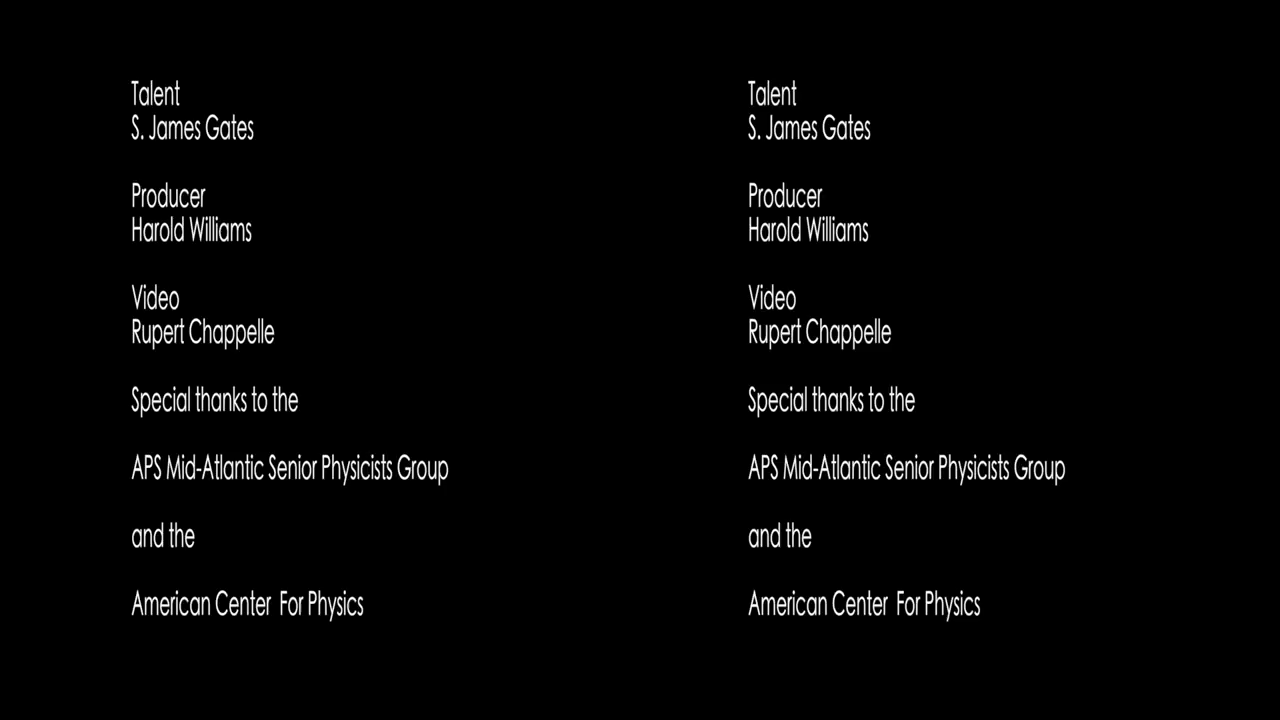 Talent
S. James Gates
Producer
Harold Williams
Video
Rupert Chappelle
Special thanks to the
APS Mid-Atlantic Senior Physicists Group
and the
American Center  For Physics
Talent
S. James Gates
Producer
Harold Williams
Video
Rupert Chappelle
Special thanks to the
APS Mid-Atlantic Senior Physicists Group
and the
American Center  For Physics